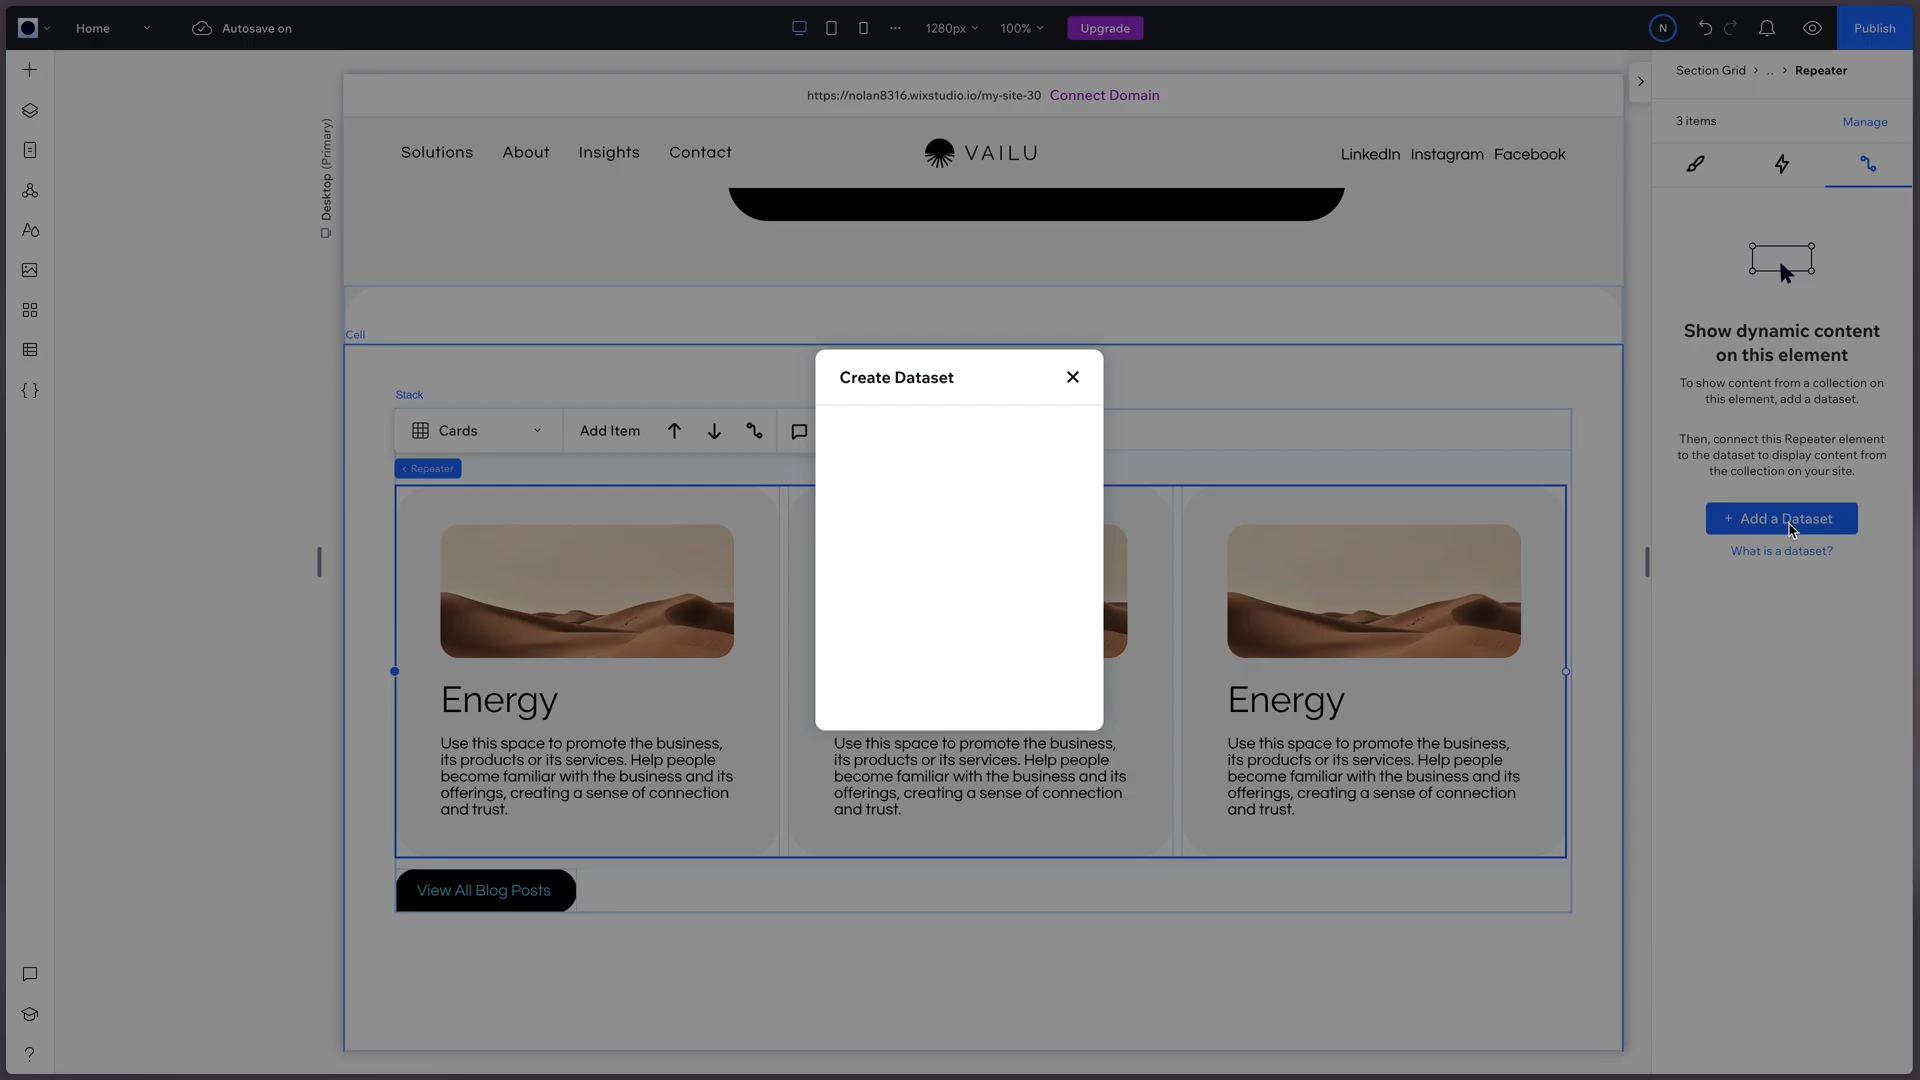 Home
Autosave on
1280px
100%
Upgrade
N
Publish
Section Grid > .. > Repeater
https://nolan8316.wixstudio.io/my-site-30 Connect Domain
3 items
Manage
Desktop (Primary)
Solutions About Insights Contact
VAILU
LinkedIn Instagram Facebook
Cell
Show dynamic content
on this element
To show content from a collection on
this element, add a dataset.
Then, connect this Repeater element
to the dataset to display content from
the collection on your site.
+ Add a Dataset
What is a dataset?
Create Dataset
Stack
Cards
Add Item
< Repeater
Energy
Use this space to promote the business,
its products or its services. Help people
become familiar with the business and its
offerings, creating a sense of connection
and trust.
Use this space to promote the business,
its products or its services. Help people
become familiar with the business and its
offerings, creating a sense of connection
and trust.
Energy
Use this space to promote the business,
its products or its services. Help people
become familiar with the business and its
offerings, creating a sense of connection
and trust.
View All Blog Posts